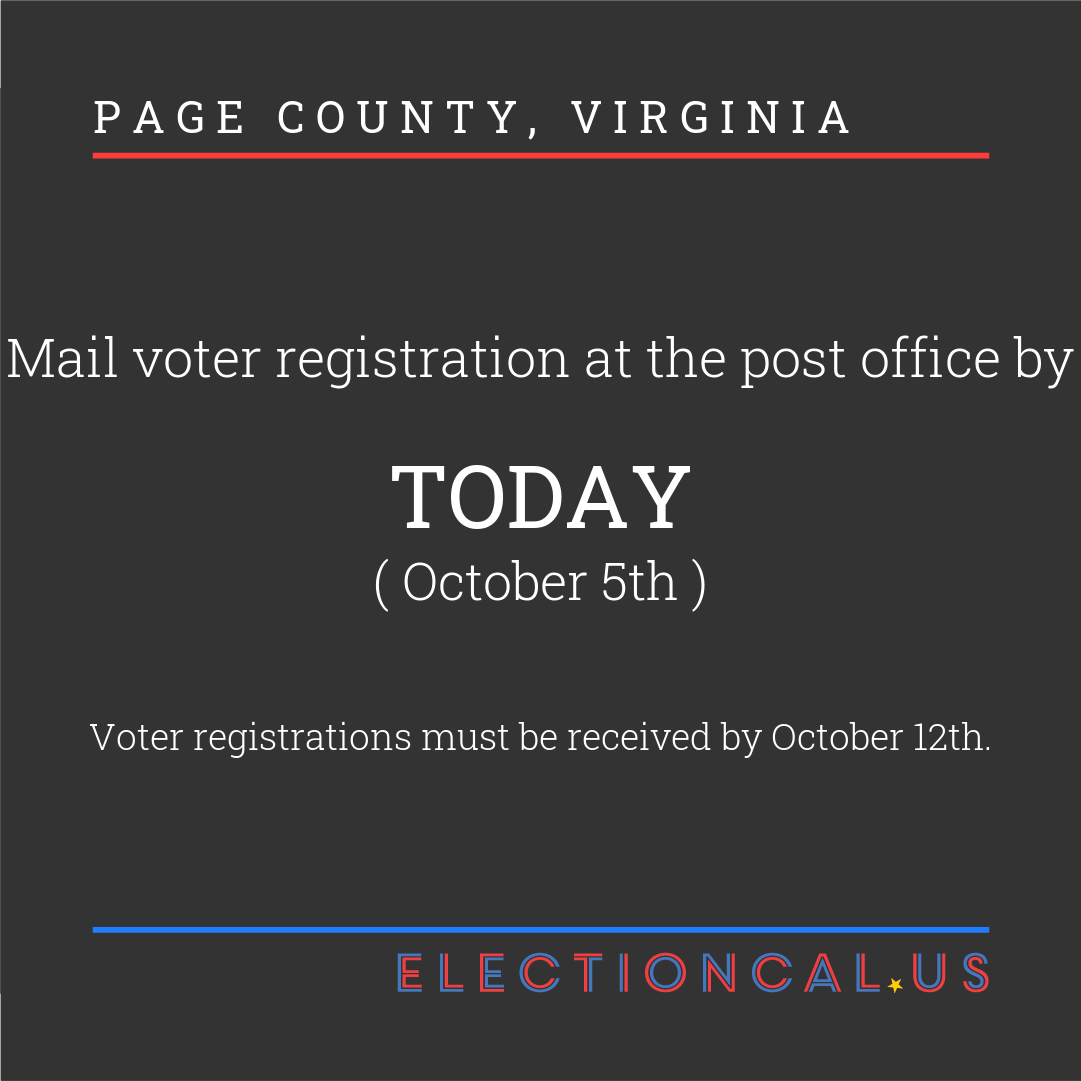 PAGE COUNTY, VIRGINIA
Mail voter registration at the post office by
TODAY
( October 5th )
Voter registrations must be received by October 12th.
ELECTIONCAL.US